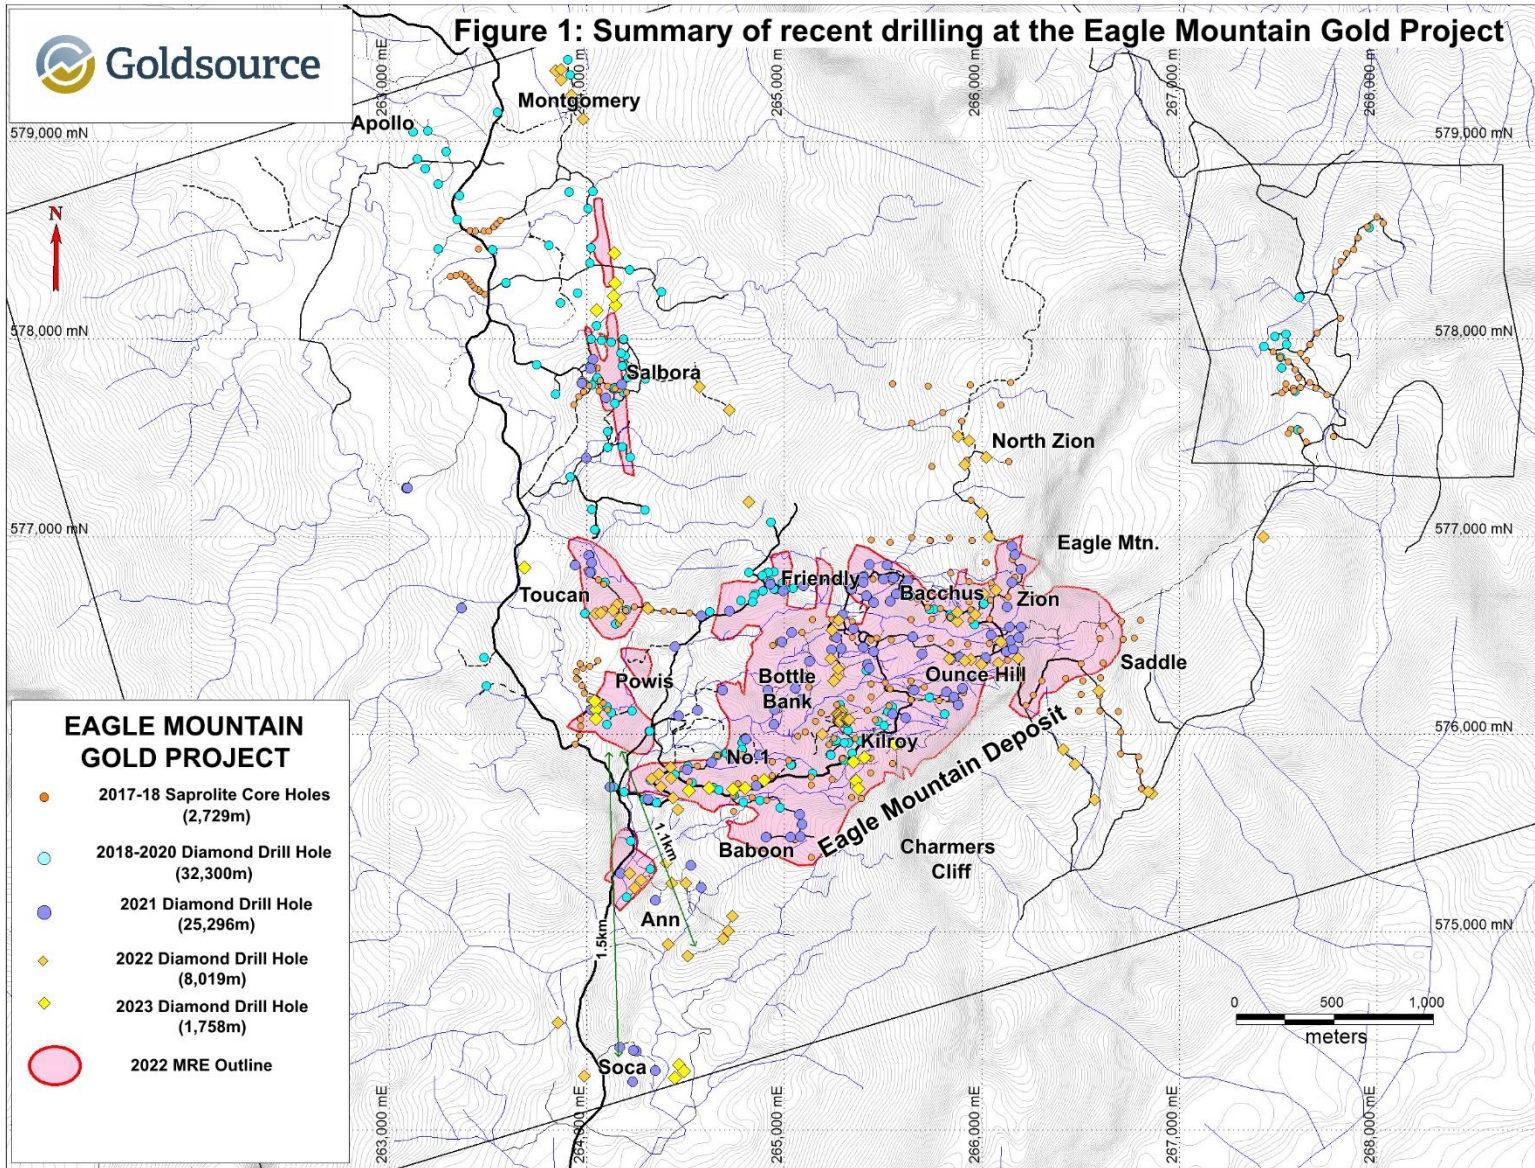 Figure 1: Summary of recent drilling at the Eagle Mountain Gold Project
Goldsource
263,000 mE
265,000 mE
266,000 mE
267,000 mE
268,000 mE
Montgomery
Apollo
579,000 mN
579,000 mN
N
578,000 mN
578,000 mN
Salbora
North Zion
577,000 mN
577,000 mN
Eagle Mtn.
Friendly
Toucan
Bacchus
Zion
Saddle
Powis
Bottle
Bank
Ounce Hill
576,000 mN
576,000 mN
Kilroy
No.1
Eagle Mountain Deposit
1.1km
Baboon
Charmers
Cliff
Ann
1.5km
575,000 mN
Soca
EAGLE MOUNTAIN
GOLD PROJECT
2017-18 Saprolite Core Holes
(2,729m)
2018-2020 Diamond Drill Hole
(32,300m)
2021 Diamond Drill Hole
(25,296m)
2022 Diamond Drill Hole
(8,019m)
2023 Diamond Drill Hole
(1,758m)
2022 MRE Outline
0 500 1,000
meters
263,000 mE
264,000 mE
265,000 mE
266,000 mE
267,000 mE
268,000 mE